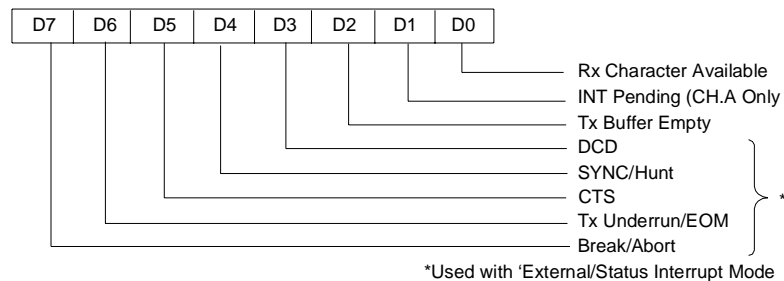 D7 D6 D5 D4 D3 D2 D1 D0
Rx Character Available
INT Pending (CH.A Only
Tx Buffer Empty
DCD
SYNC/Hunt
CTS
*
Tx Underrun/EOM
Break/Abort
*Used with ‘External/Status Interrupt Mode